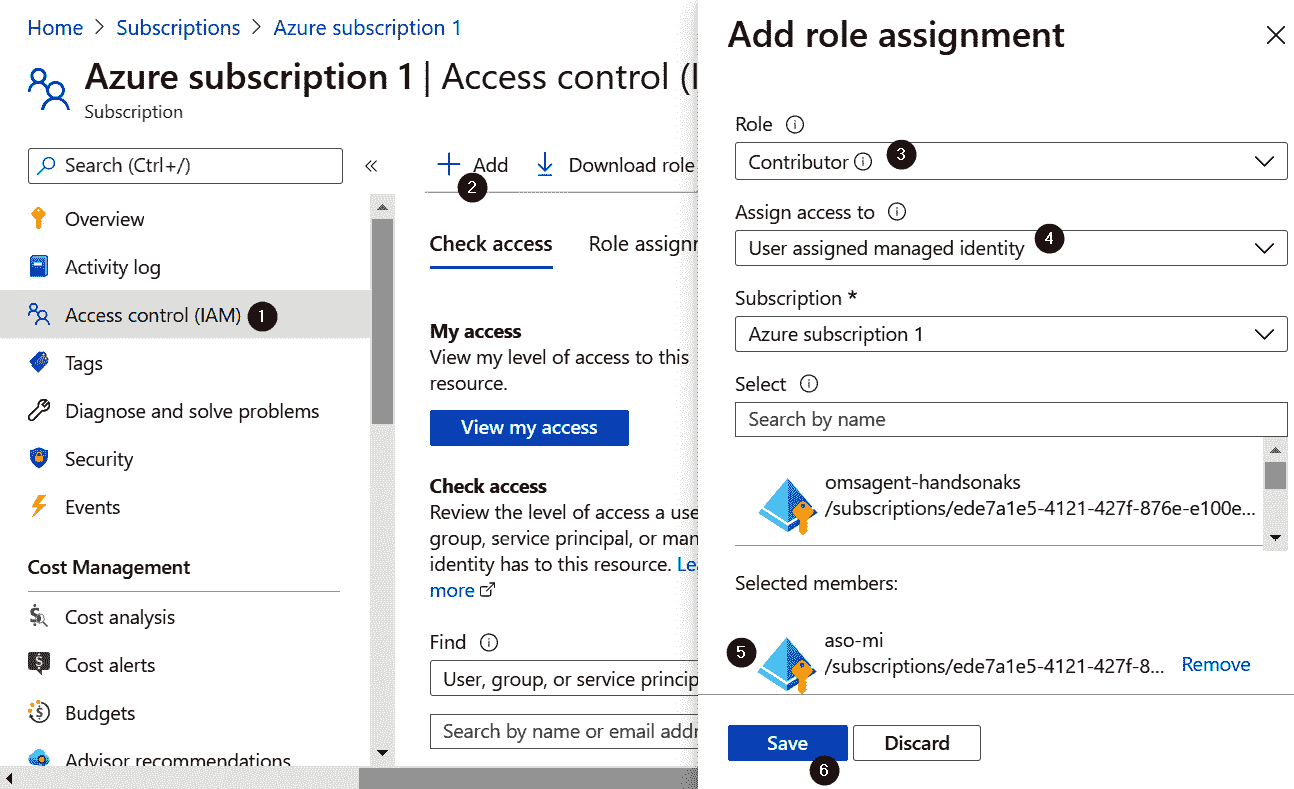 Home > Subscriptions > Azure subscription 1
Azure subscription 1 | Access control (I
Subscription
Search (Ctrl+/)
«
Overview
Activity log
Access control (IAM) 1
Tags
Diagnose and solve problems
Security
Events
Cost Management
Cost analysis
Cost alerts
Budgets
Advisor recommendations
+ Add
2
Download role
Check access
Role assignm
My access
View my level of access to this
resource.
View my access
Check access
Review the level of access a use
group, service principal, or man
identity has to this resource. Lea
more
Find
User, group, or service princip
Search by name or email addr
Add role assignment
Role
Contributor 3
Assign access to
User assigned managed identity 4
Subscription *
Azure subscription 1
Select
Search by name
omsagent-handsonaks
/subscriptions/ede7a1e5-4121-427f-876e-e100e...
Selected members:
5
aso-mi
/subscriptions/ede7a1e5-4121-427f-8...
Remove
Save
Discard
6